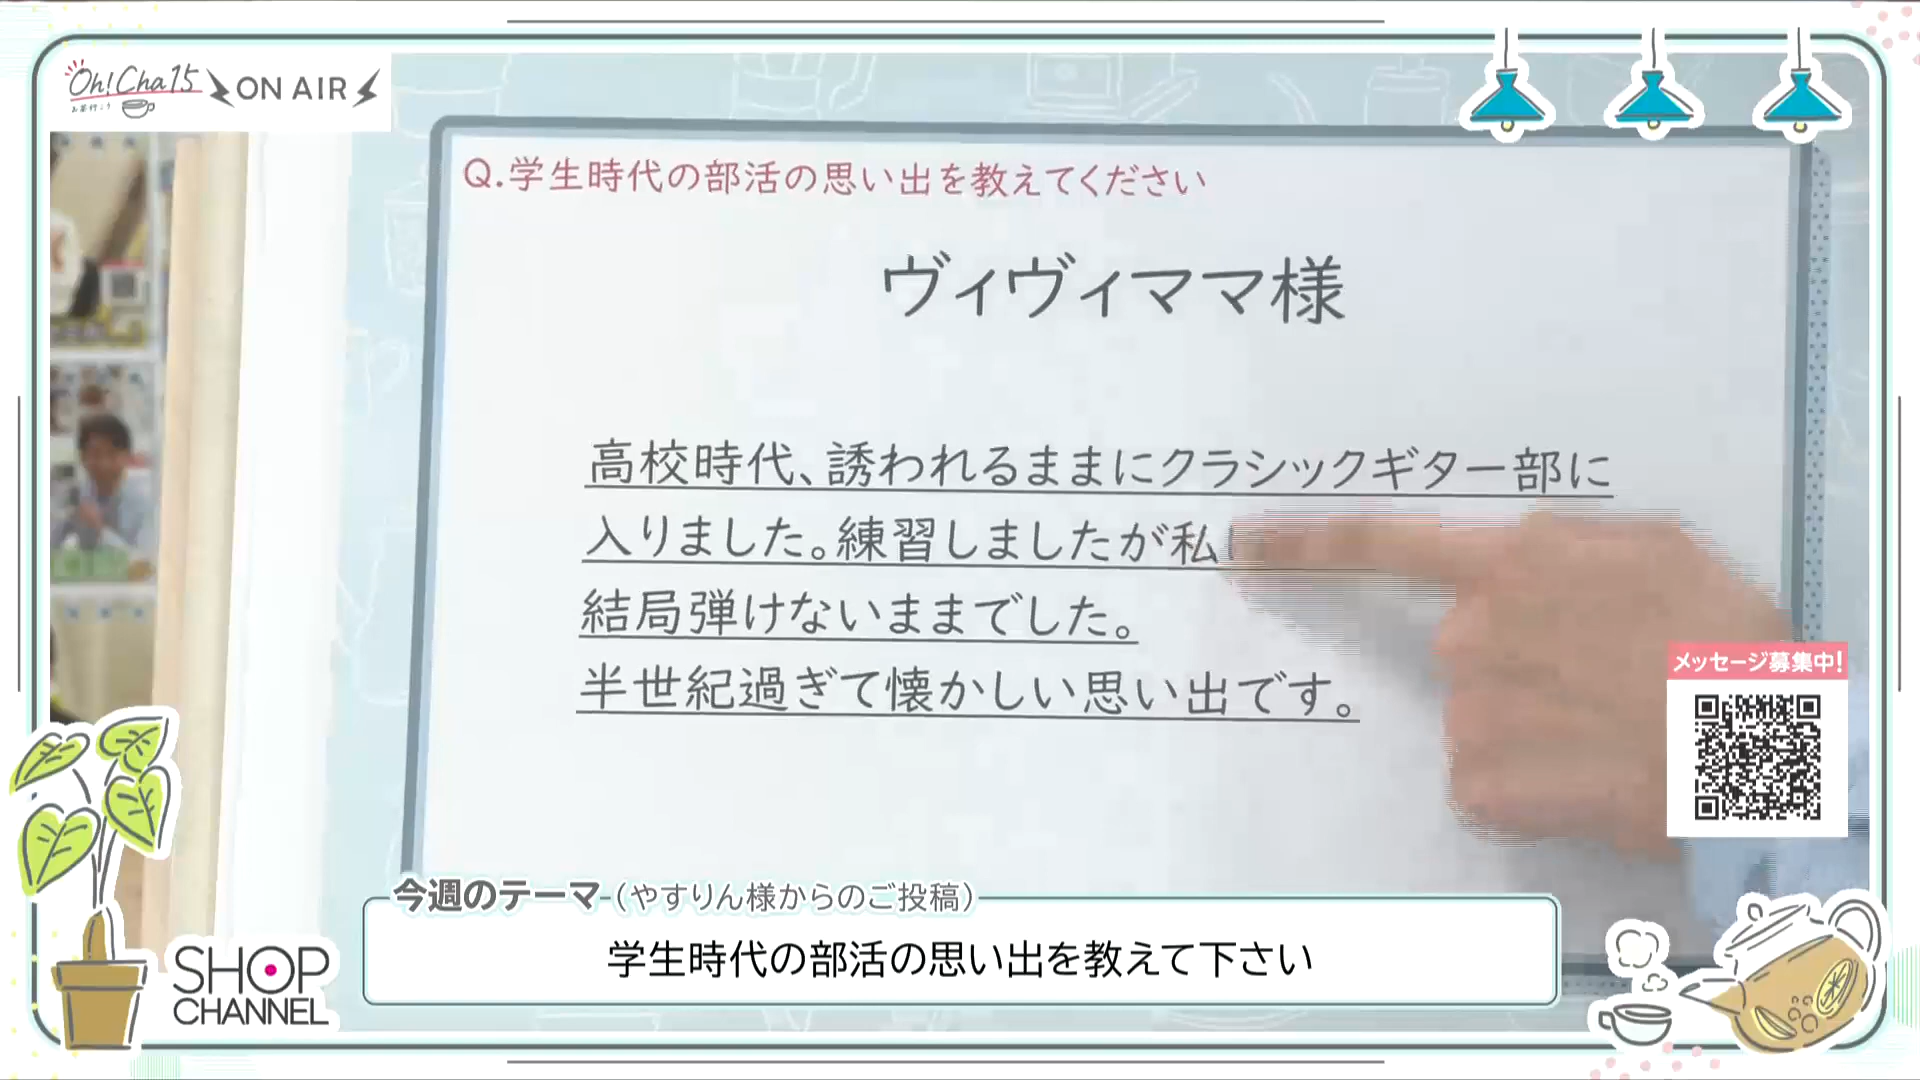 Oh!Cha15
お茶行こう
ON AIR
Q.学生時代の部活の思い出を教えてください
ヴィヴィママ様
高校時代、誘われるままにクラシックギター部に
入りました。練習しましたが私
結局弾けないままでした。
半世紀過ぎて懐かしい思い出です。
メッセージ募集中!
今週のテーマ(やすりん様からのご投稿)
学生時代の部活の思い出を教えて下さい
SHOP
CHANNEL